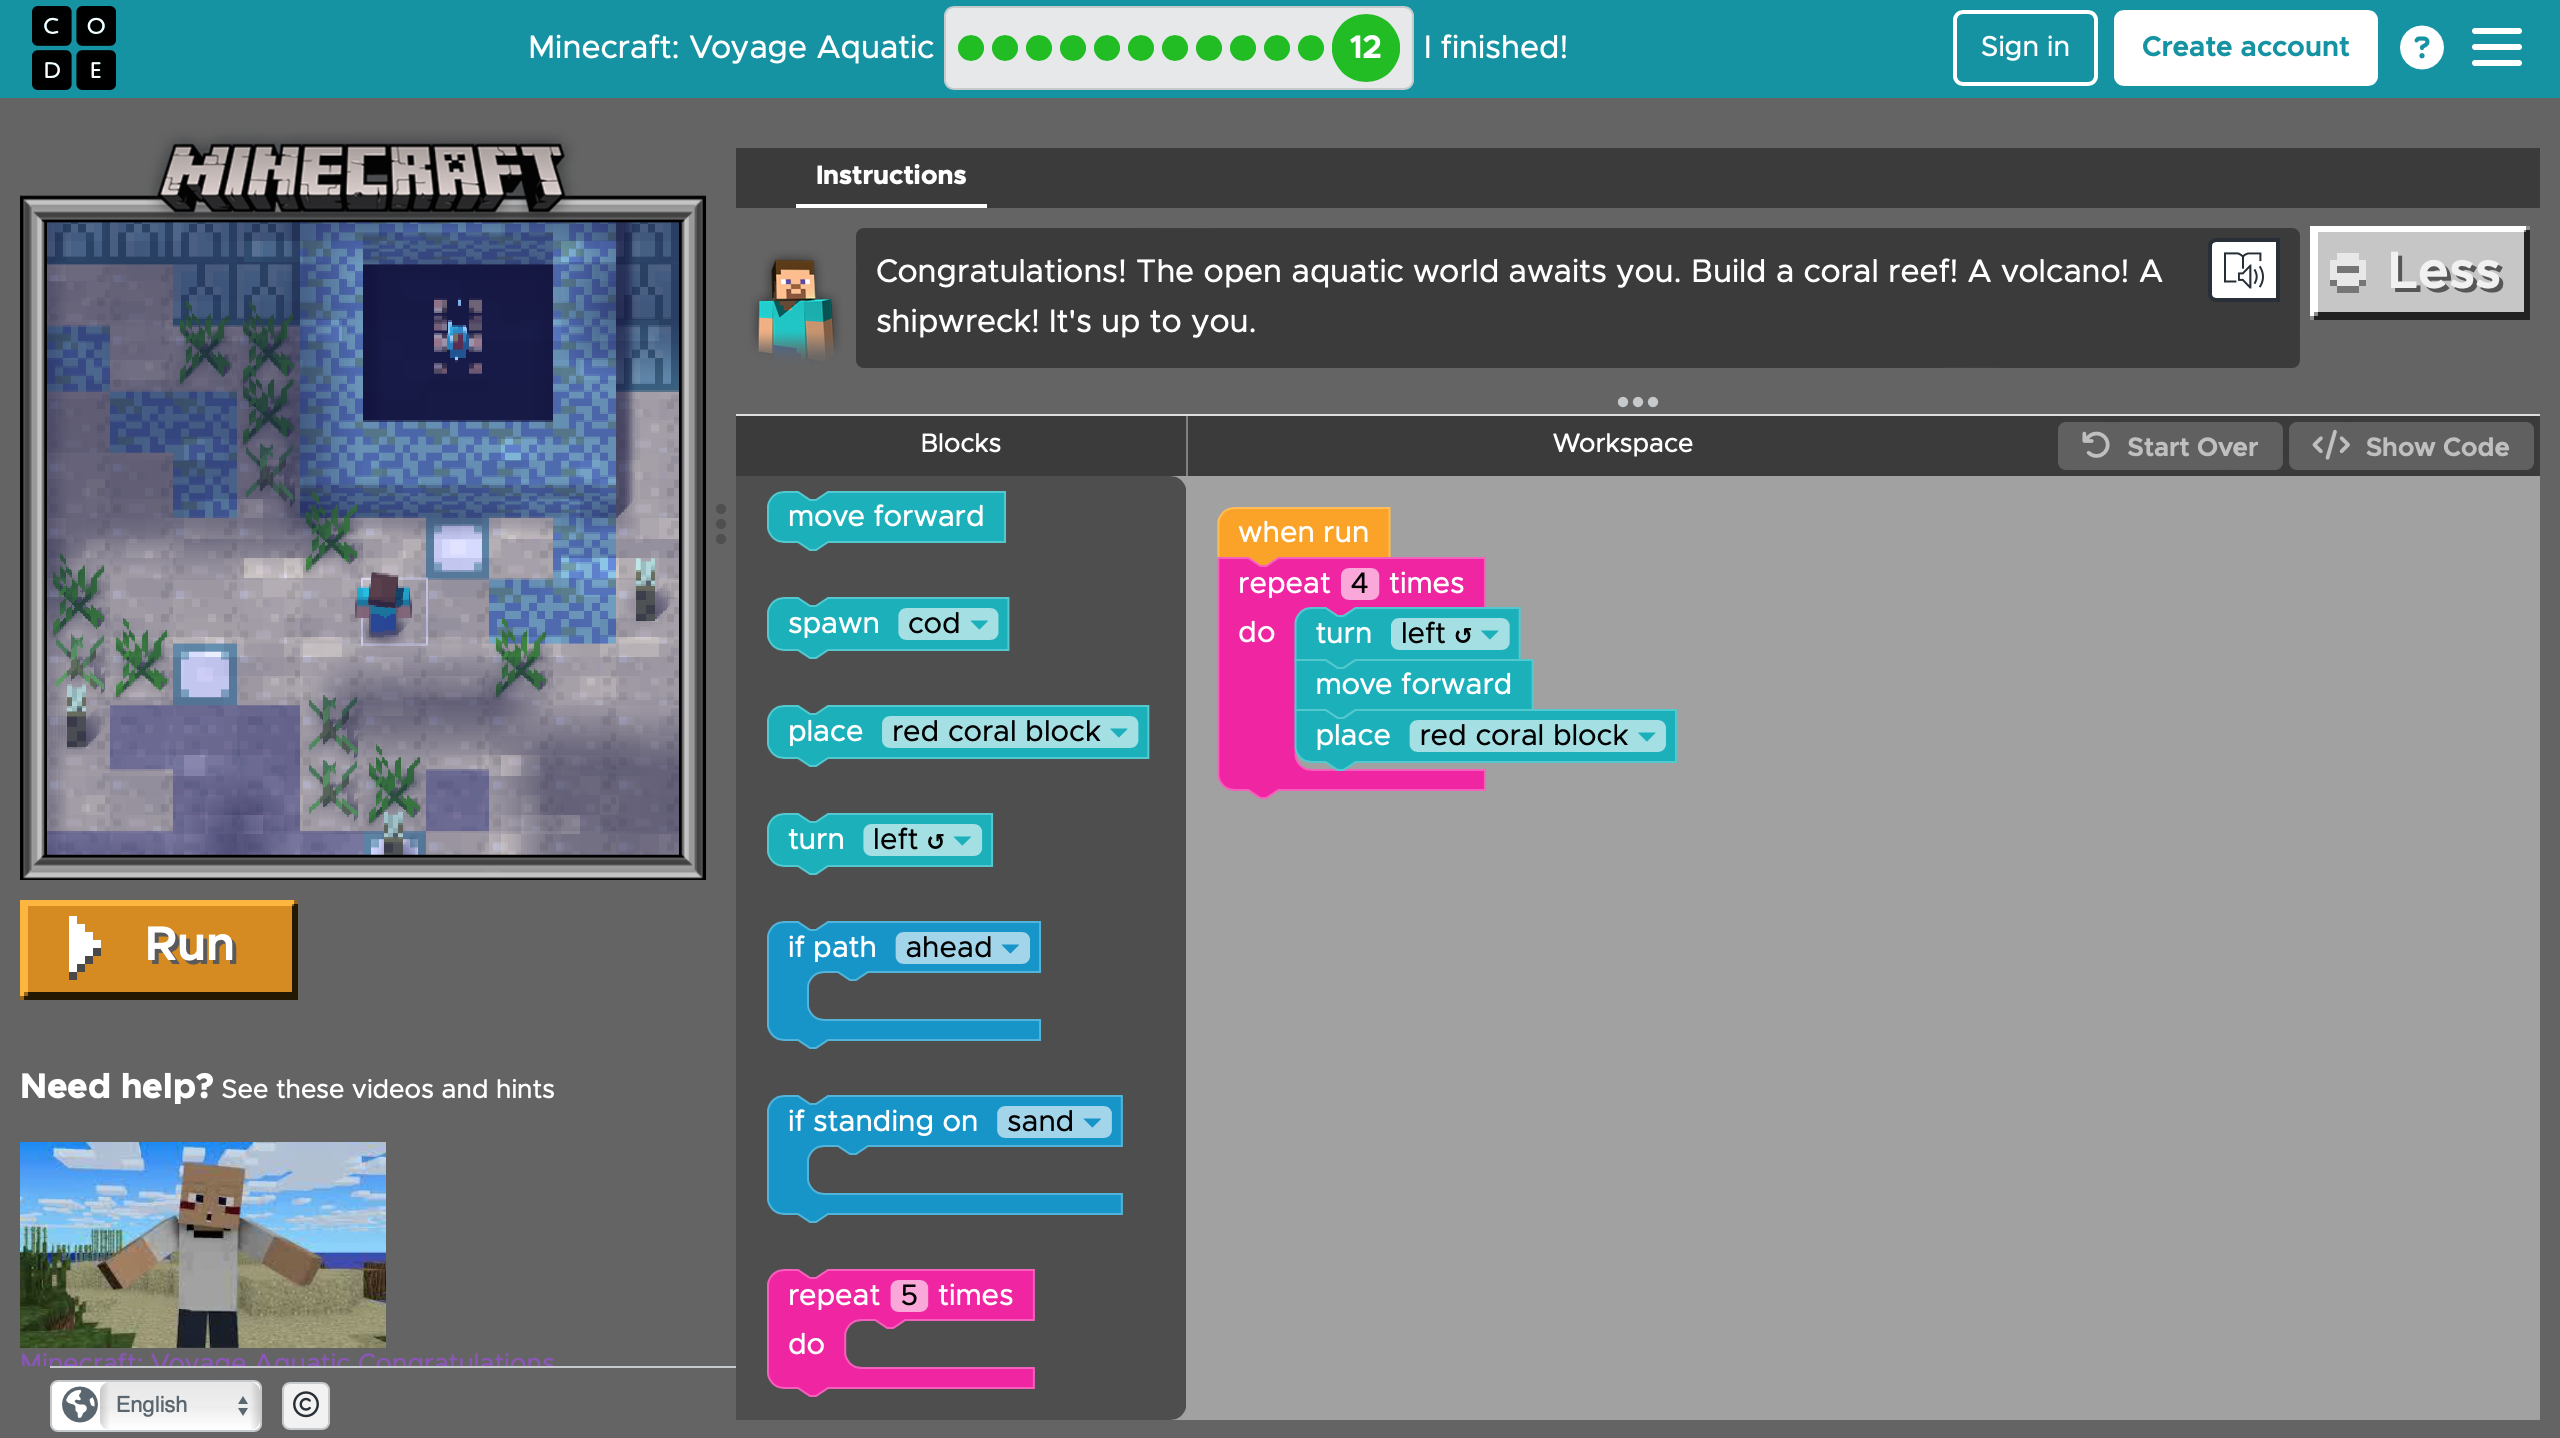 CODE
Minecraft: Voyage Aquatic
12
I finished!
Sign in
Create account
?
MINECRAFT
Instructions
Congratulations! The open aquatic world awaits you. Build a coral reef! A volcano! A
shipwreck! It's up to you.
Less
Blocks
Workspace
Start Over
</> Show Code
move forward
spawn cod
place red coral block
turn left ↺
if path ahead
if standing on sand
repeat 5 times
do
when run
repeat 4 times
do
turn left ↺
move forward
place red coral block
Run
Need help? See these videos and hints
Minecraft: Voyage Aquatic Congratulations
English
©